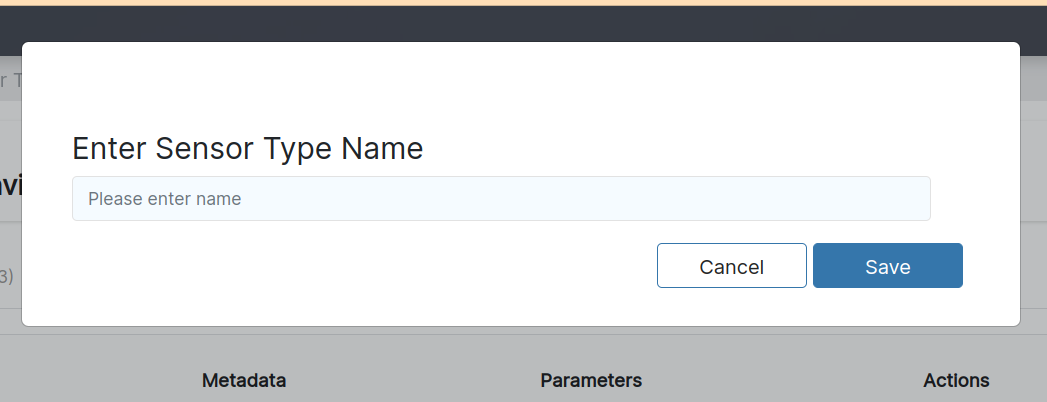 r T
Enter Sensor Type Name
avi
Please enter name
Cancel Save
3)
Metadata Parameters Actions